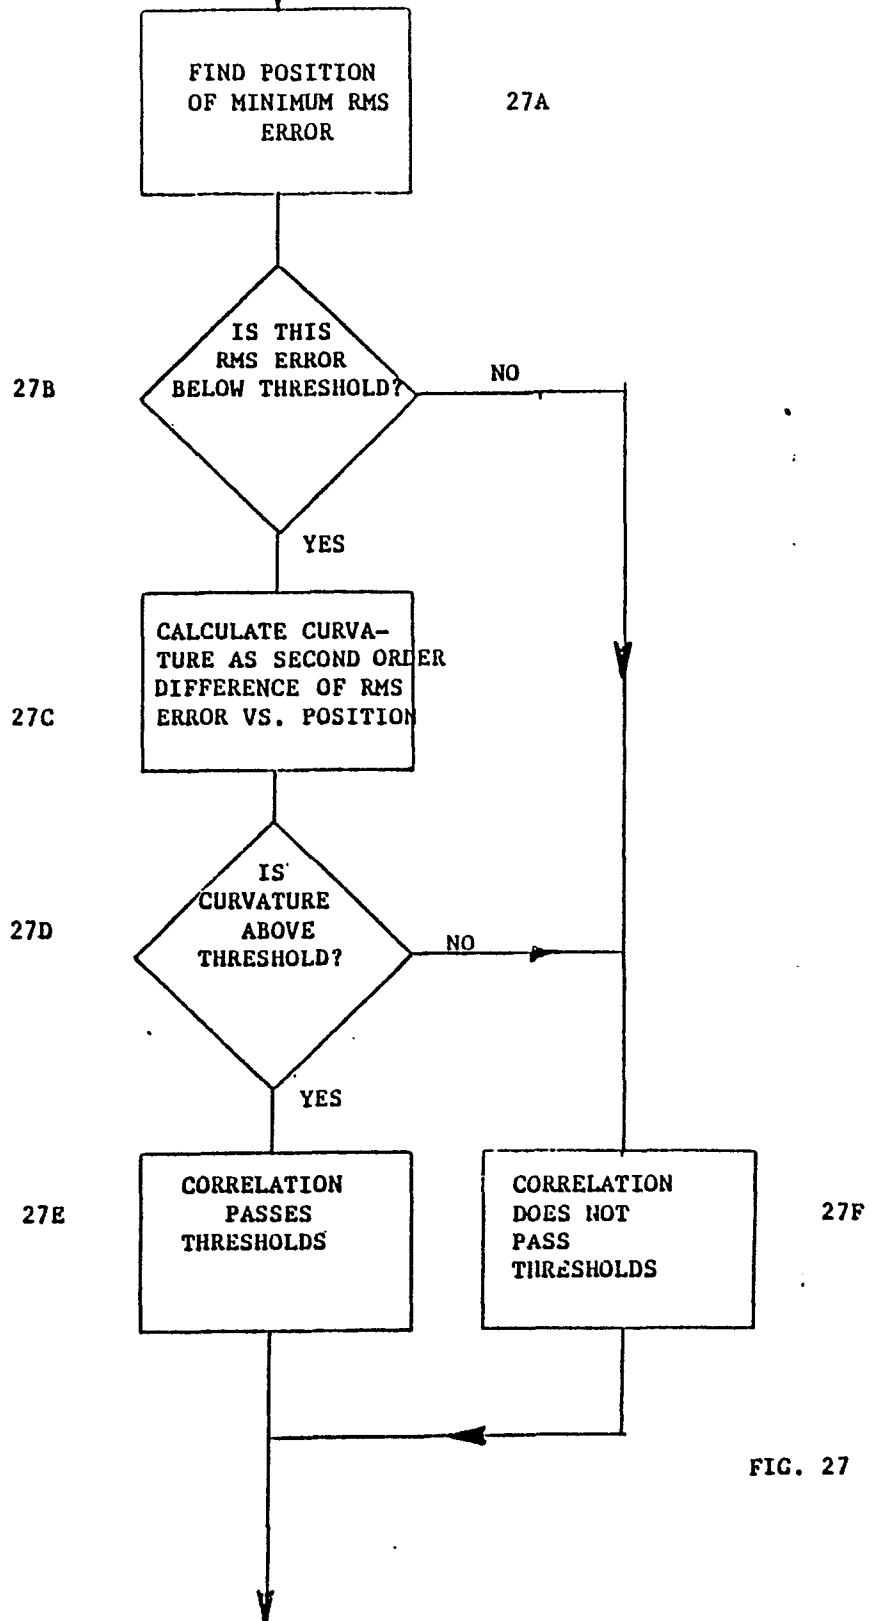 FIND POSITION
OF MINIMUM RMS
ERROR
27A
IS THIS
RMS ERROR
BELOW THRESHOLD?
NO
27B
YES
CALCULATE CURVA-
TURE AS SECOND ORDER
DIFFERENCE OF RMS
ERROR VS. POSITION
27C
IS
CURVATURE
ABOVE
THRESHOLD?
27D
NO
YES
CORRELATION
PASSES
THRESHOLDS
27E
CORRELATION
DOES NOT
PASS
THRESHOLDS
27F
FIG. 27